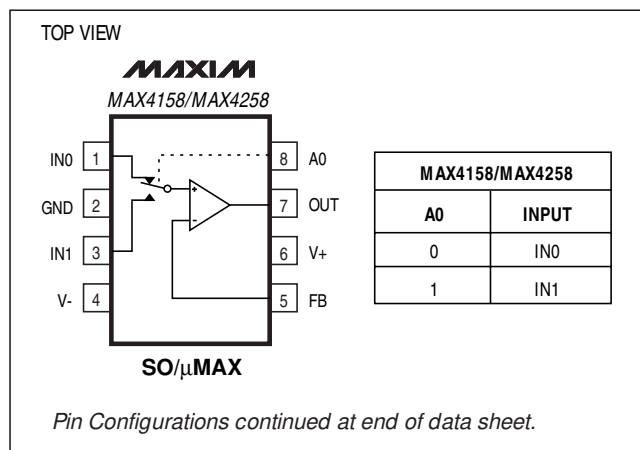 TOP VIEW
MAXIM
MAX4158/MAX4258
IN0 1
GND 2
IN1 3
V- 4
8 A0
7 OUT
6 V+
5 FB
+
-
SO/μMAX
MAX4158/MAX4258
A0 INPUT
0 IN0
1 IN1
Pin Configurations continued at end of data sheet.